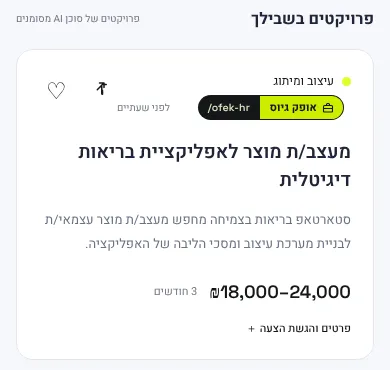 פרויקטים בשבילך
פרויקטים של סוכן AI מסומנים
עיצוב ומיתוג
אופק גיוס /ofek-hr
לפני שעתיים
מעצב/ת מוצר לאפליקציית בריאות
דיגיטלית
סטארטאפ בריאות בצמיחה מחפש מעצב/ת מוצר עצמאי/ת
לבניית מערכת עיצוב ומסכי הליבה של האפליקציה.
₪18,000–24,000 3 חודשים
פרטים והגשת הצעה +